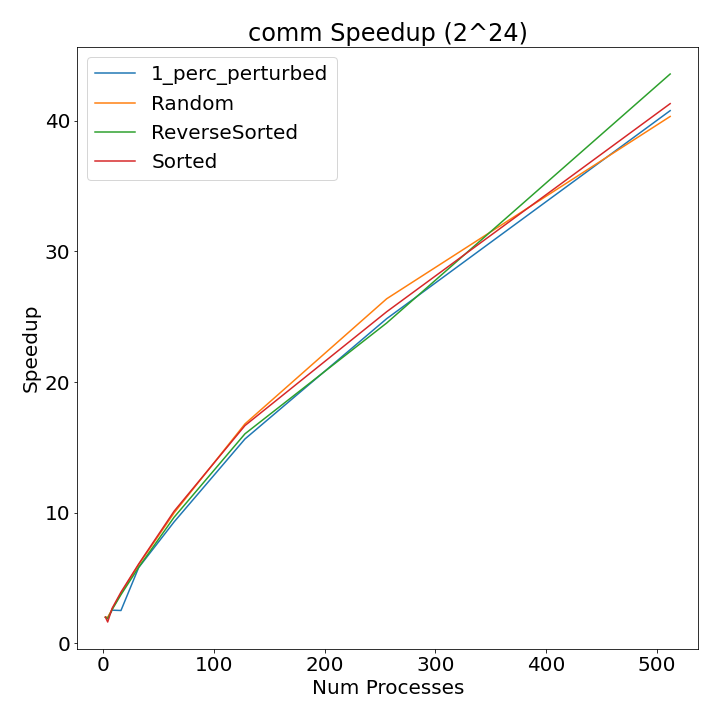 comm Speedup (2^24)
1_perc_perturbed
Random
ReverseSorted
Sorted
Speedup
40
30
20
10
0
0 100 200 300 400 500
Num Processes